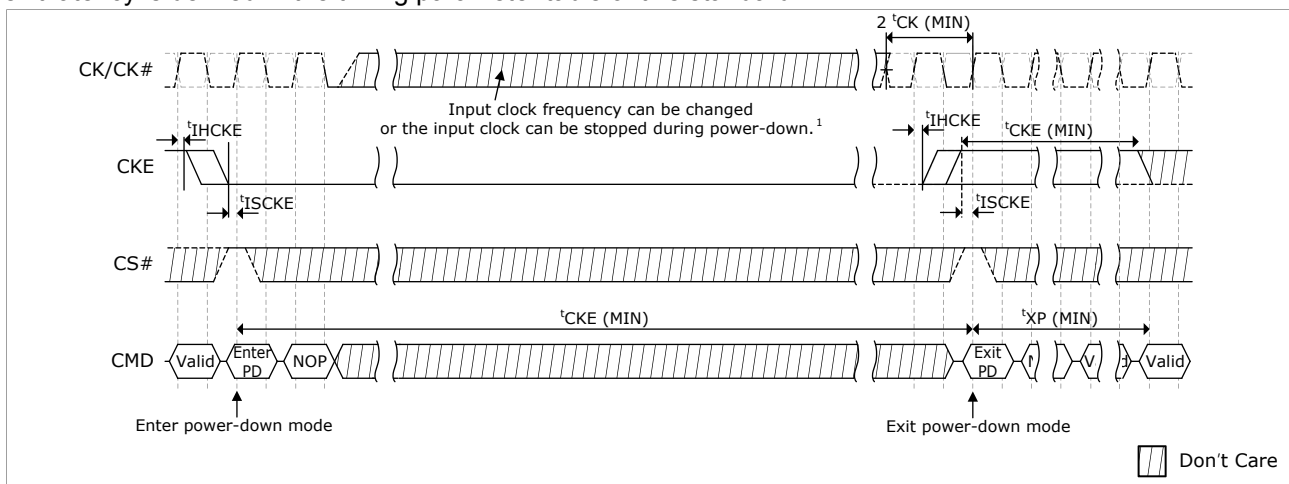 2 tCK (MIN)
CK/CK#
Input clock frequency can be changed
or the input clock can be stopped during power-down.1
tIHCKE
tIHCKE
tCKE (MIN)
CKE
tISCKE
tISCKE
CS#
tCKE (MIN)
tXP (MIN)
CMD
Valid
Enter PD
NOP
Exit PD
V
Valid
Enter power-down mode
Exit power-down mode
Don't Care